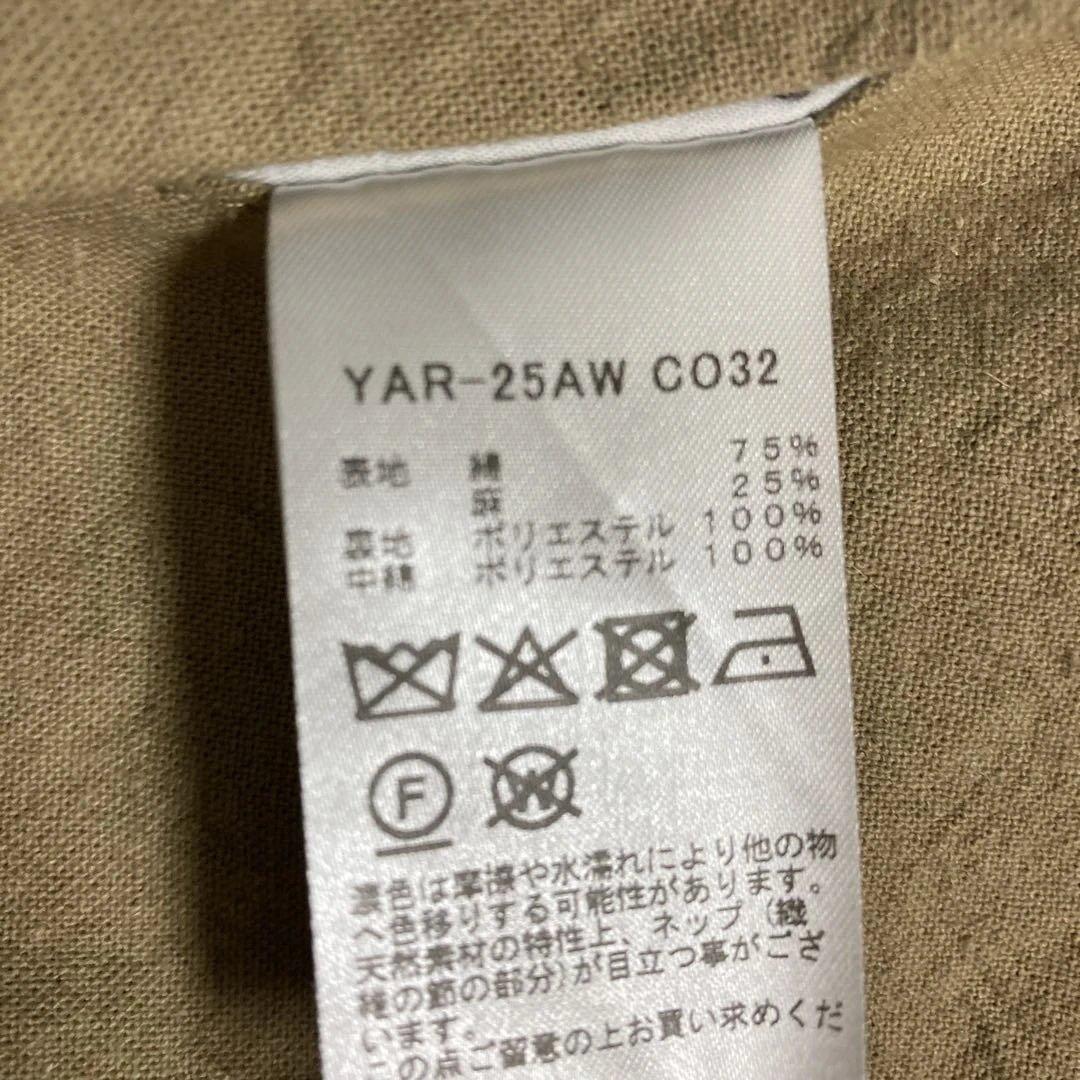 YAR-25AW CO32
表地 綿 75%
麻 25%
裏地 ポリエステル 100%
中綿 ポリエステル 100%
F
W
濃色は摩擦や水濡れにより他の物
へ色移りする可能性があります。
天然素材の特性上、ネップ(繊
維の節の部分)が目立つ事がござ
います。
この点ご留意の上お買い求めくだ